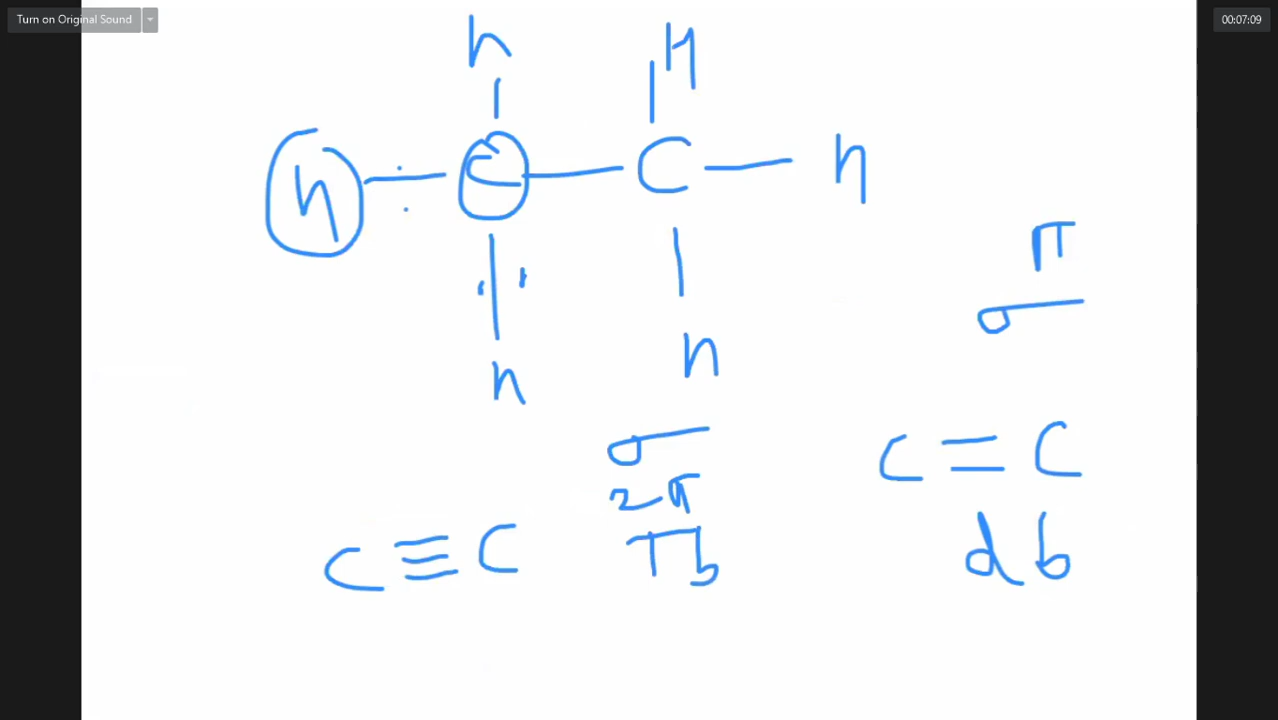 Turn on Original Sound
00:07:09
h H
h — C — C — h
h h
π
σ
σ
2π
C = C
C ≡ C Tb
db